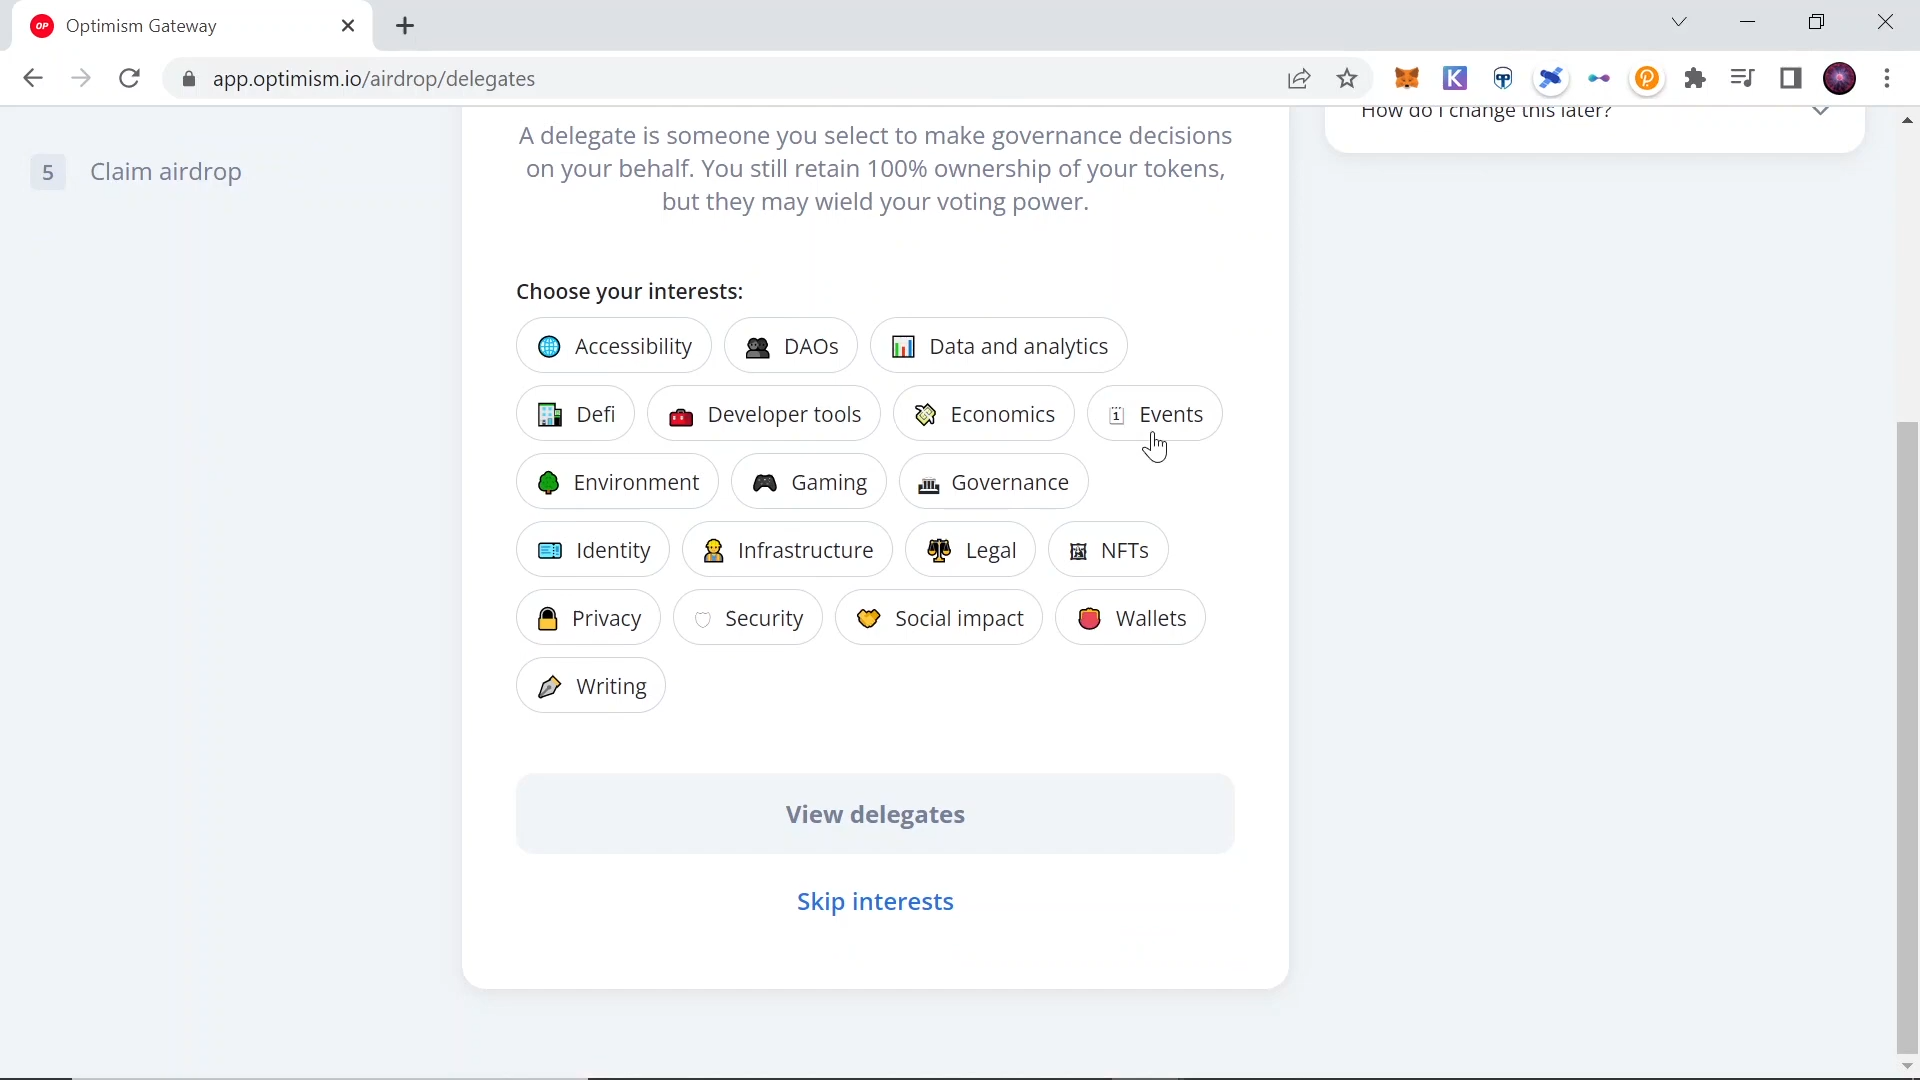 OP Optimism Gateway
app.optimism.io/airdrop/delegates
How do I change this later?
5 Claim airdrop
A delegate is someone you select to make governance decisions
on your behalf. You still retain 100% ownership of your tokens,
but they may wield your voting power.
Choose your interests:
Accessibility DAOs Data and analytics
Defi Developer tools Economics 1 Events
Environment Gaming Governance
Identity Infrastructure Legal NFTs
Privacy Security Social impact Wallets
Writing
View delegates
Skip interests